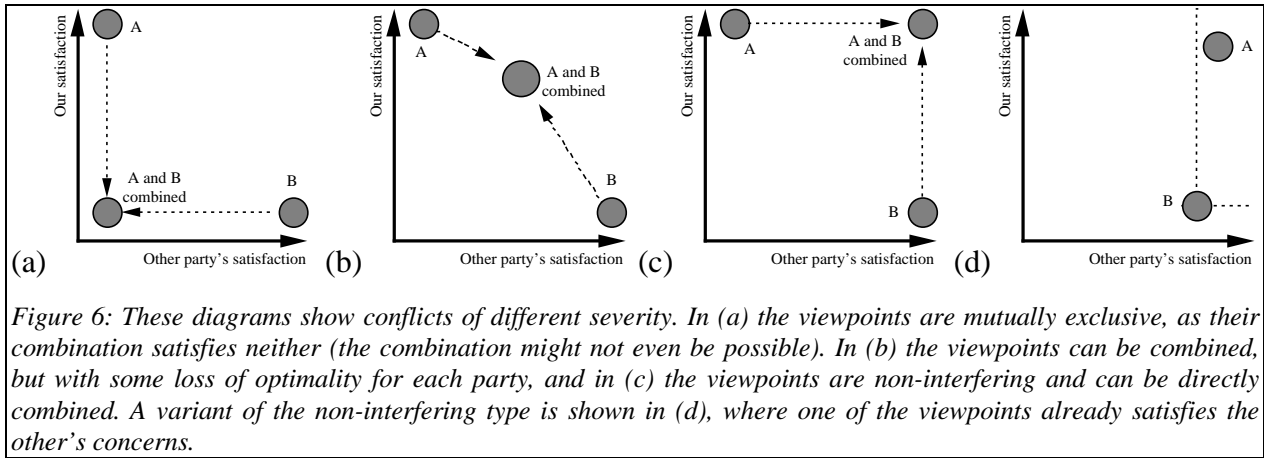 Our satisfaction
A
A and B
combined
B
(a)
Other party's satisfaction
Our satisfaction
A
A and B
combined
B
(b)
Other party's satisfaction
Our satisfaction
A
A and B
combined
B
(c)
Other party's satisfaction
Our satisfaction
A
B
(d)
Other party's satisfaction
Figure 6: These diagrams show conflicts of different severity. In (a) the viewpoints are mutually exclusive, as their
combination satisfies neither (the combination might not even be possible). In (b) the viewpoints can be combined,
but with some loss of optimality for each party, and in (c) the viewpoints are non-interfering and can be directly
combined. A variant of the non-interfering type is shown in (d), where one of the viewpoints already satisfies the
other's concerns.